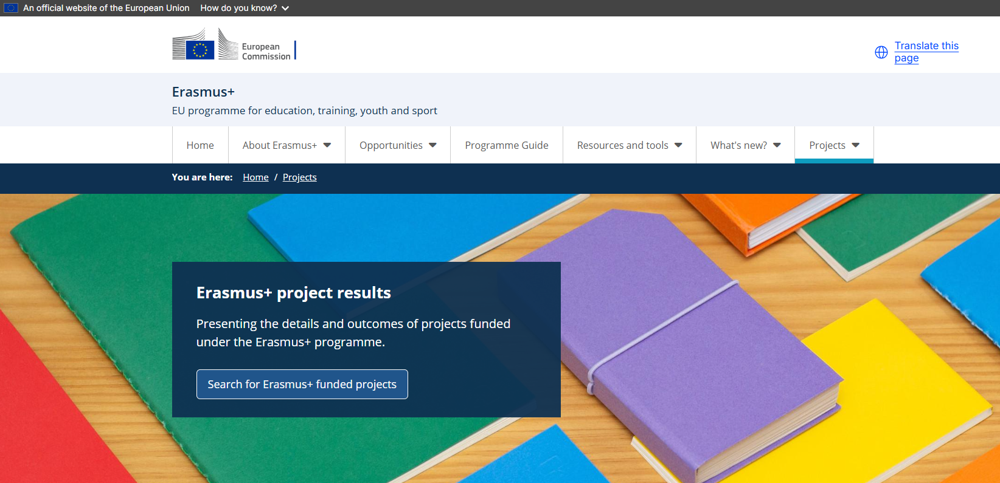 An official website of the European Union How do you know?
European
Commission
Translate this
page
Erasmus+
EU programme for education, training, youth and sport
Home About Erasmus+ Opportunities Programme Guide Resources and tools What's new? Projects
You are here: Home / Projects
Erasmus+ project results
Presenting the details and outcomes of projects funded
under the Erasmus+ programme.
Search for Erasmus+ funded projects